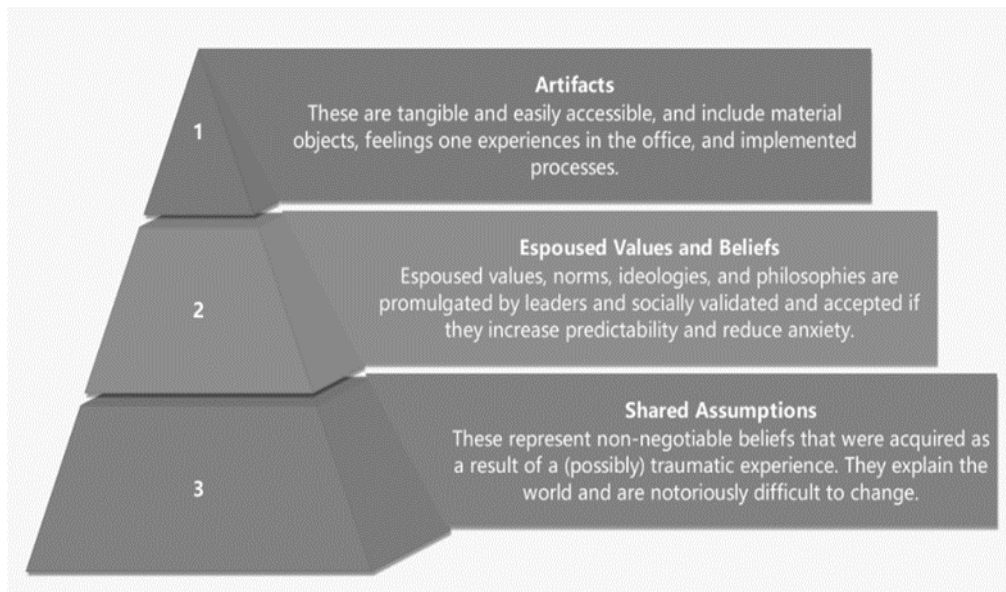 1
Artifacts
These are tangible and easily accessible, and include material
objects, feelings one experiences in the office, and implemented
processes.
2
Espoused Values and Beliefs
Espoused values, norms, ideologies, and philosophies are
promulgated by leaders and socially validated and accepted if
they increase predictability and reduce anxiety.
3
Shared Assumptions
These represent non-negotiable beliefs that were acquired as
a result of a (possibly) traumatic experience. They explain the
world and are notoriously difficult to change.